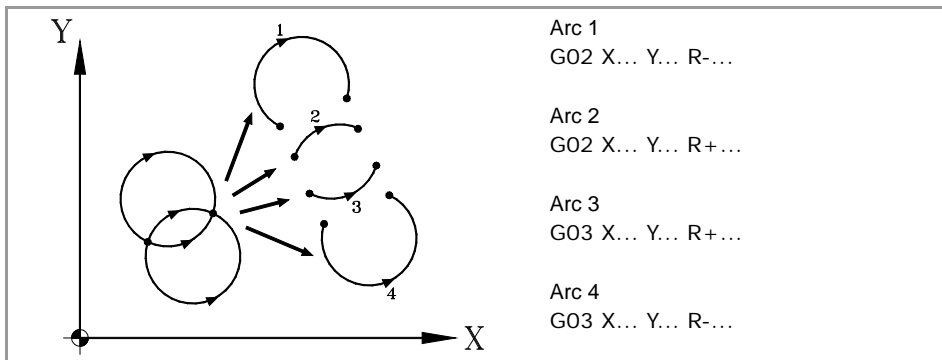 Y
1
2
3
4
X
Arc 1
G02 X... Y... R-...
Arc 2
G02 X... Y... R+...
Arc 3
G03 X... Y... R+...
Arc 4
G03 X... Y... R-...